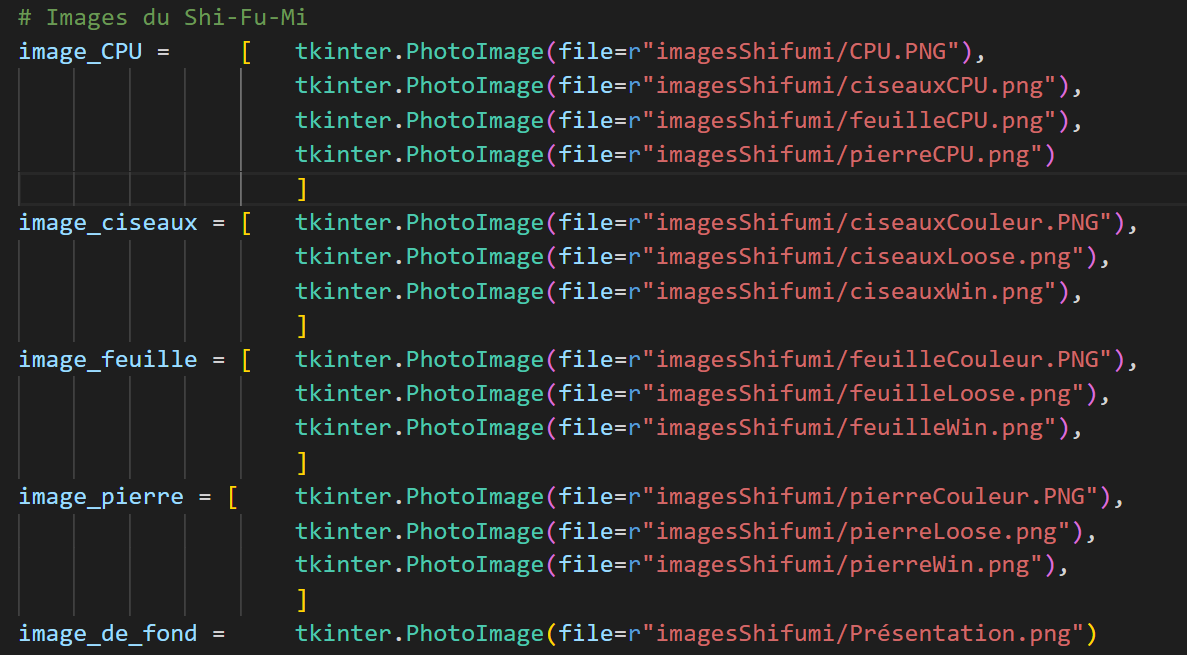 # Images du Shi-Fu-Mi
image_CPU =     [   tkinter.PhotoImage(file=r"imagesShifumi/CPU.PNG"),
                    tkinter.PhotoImage(file=r"imagesShifumi/ciseauxCPU.png"),
                    tkinter.PhotoImage(file=r"imagesShifumi/feuilleCPU.png"),
                    tkinter.PhotoImage(file=r"imagesShifumi/pierreCPU.png")
                    ]
image_ciseaux = [   tkinter.PhotoImage(file=r"imagesShifumi/ciseauxCouleur.PNG"),
                    tkinter.PhotoImage(file=r"imagesShifumi/ciseauxLoose.png"),
                    tkinter.PhotoImage(file=r"imagesShifumi/ciseauxWin.png"),
                    ]
image_feuille = [   tkinter.PhotoImage(file=r"imagesShifumi/feuilleCouleur.PNG"),
                    tkinter.PhotoImage(file=r"imagesShifumi/feuilleLoose.png"),
                    tkinter.PhotoImage(file=r"imagesShifumi/feuilleWin.png"),
                    ]
image_pierre = [    tkinter.PhotoImage(file=r"imagesShifumi/pierreCouleur.PNG"),
                    tkinter.PhotoImage(file=r"imagesShifumi/pierreLoose.png"),
                    tkinter.PhotoImage(file=r"imagesShifumi/pierreWin.png"),
                    ]
image_de_fond =     tkinter.PhotoImage(file=r"imagesShifumi/Présentation.png")